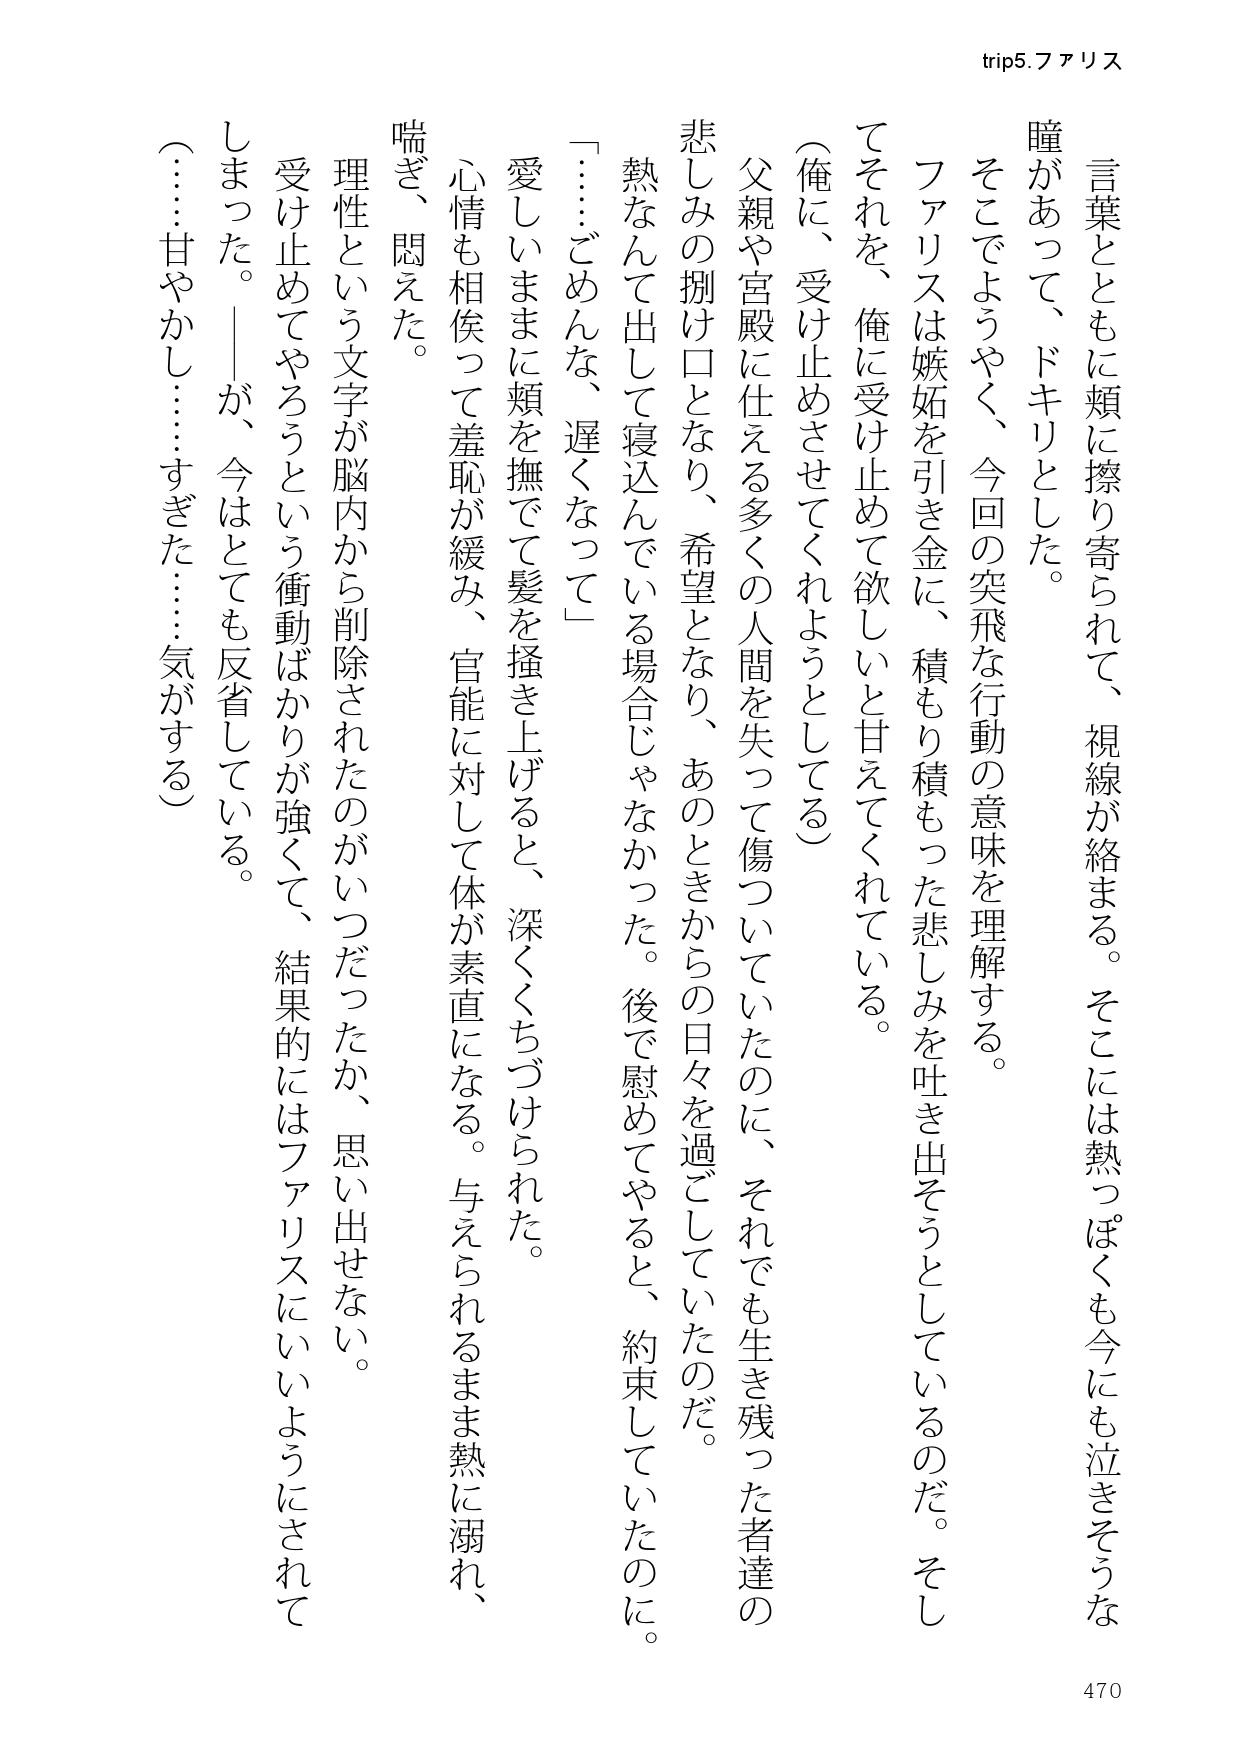 trip5.ファリス
　言葉とともに頬に擦り寄られて、視線が絡まる。そこには熱っぽくも今にも泣きそうな
瞳があって、ドキリとした。
　そこでようやく、今回の突飛な行動の意味を理解する。
　ファリスは嫉妬を引き金に、積もり積もった悲しみを吐き出そうとしているのだ。そし
てそれを、俺に受け止めて欲しいと甘えてくれている。
（俺に、受け止めさせてくれようとしてる）
　父親や宮殿に仕える多くの人間を失って傷ついていたのに、それでも生き残った者達の
悲しみの捌け口となり、希望となり、あのときからの日々を過ごしていたのだ。
　熱なんて出して寝込んでいる場合じゃなかった。後で慰めてやると、約束していたのに。
「……ごめんな、遅くなって」
　愛しいままに頬を撫でて髪を掻き上げると、深くくちづけられた。
　心情も相俟って羞恥が緩み、官能に対して体が素直になる。与えられるまま熱に溺れ、
喘ぎ、悶えた。
　理性という文字が脳内から削除されたのがいつだったか、思い出せない。
　受け止めてやろうという衝動ばかりが強くて、結果的にはファリスにいいようにされて
しまった。――が、今はとても反省している。
（……甘やかし……すぎた……気がする）
470